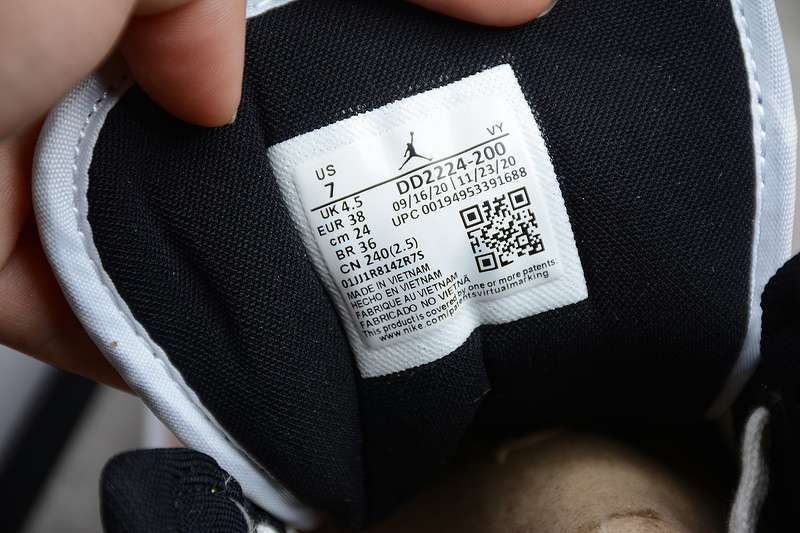 US
7
VY
DD2224-200
UK 4.5
09/16/20 | 11/23/20
EUR 38
UPC 00194953391688
cm 24
BR 36
CN 240(2.5)
01JJ1R814ZR7S
MADE IN VIETNAM
HECHO EN VIETNAM
FABRIQUE AU VIETNAM
FABRICADO NO VIETNÃ
This product is covered by one or more patents:
www.nike.com/patentsvirtualmarking